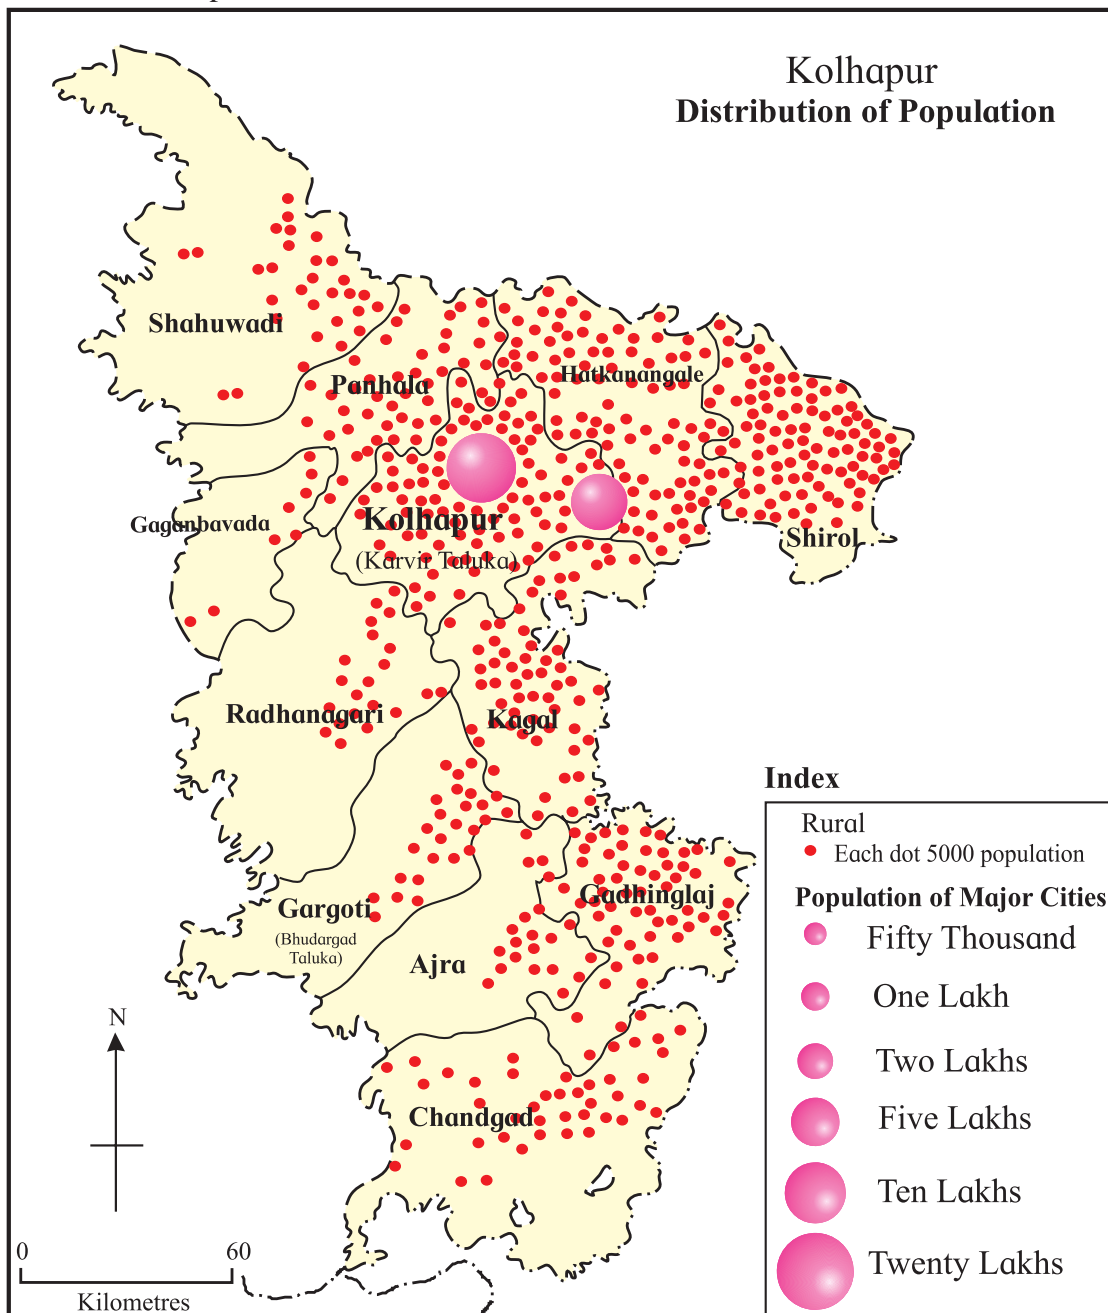 Kolhapur
Distribution of Population
Shahuwadi
Panhala
Hatkanangale
Gaganbavada
Kolhapur
(Karvir Taluka)
Shirol
Radhanagari
Kagal
Gargoti
(Bhudargad
Taluka)
Gadhinglaj
Ajra
Chandgad
N
0 60
Kilometres
Index
Rural
Each dot 5000 population
Population of Major Cities
Fifty Thousand
One Lakh
Two Lakhs
Five Lakhs
Ten Lakhs
Twenty Lakhs